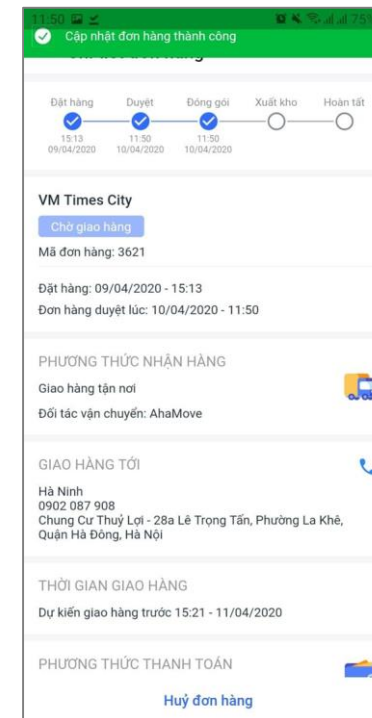 11:50
75%
Cập nhật đơn hàng thành công
Đặt hàng Duyệt Đóng gói Xuất kho Hoàn tất
15:13 11:50 11:50
09/04/2020 10/04/2020 10/04/2020
VM Times City
Chờ giao hàng
Mã đơn hàng: 3621
Đặt hàng: 09/04/2020 - 15:13
Đơn hàng duyệt lúc: 10/04/2020 - 11:50
PHƯƠNG THỨC NHẬN HÀNG
Giao hàng tận nơi
Đối tác vận chuyển: AhaMove
GIAO HÀNG TỚI
Hà Ninh
0902 087 908
Chung Cư Thuỷ Lợi - 28a Lê Trọng Tấn, Phường La Khê,
Quận Hà Đông, Hà Nội
THỜI GIAN GIAO HÀNG
Dự kiến giao hàng trước 15:21 - 11/04/2020
PHƯƠNG THỨC THANH TOÁN
Huỷ đơn hàng